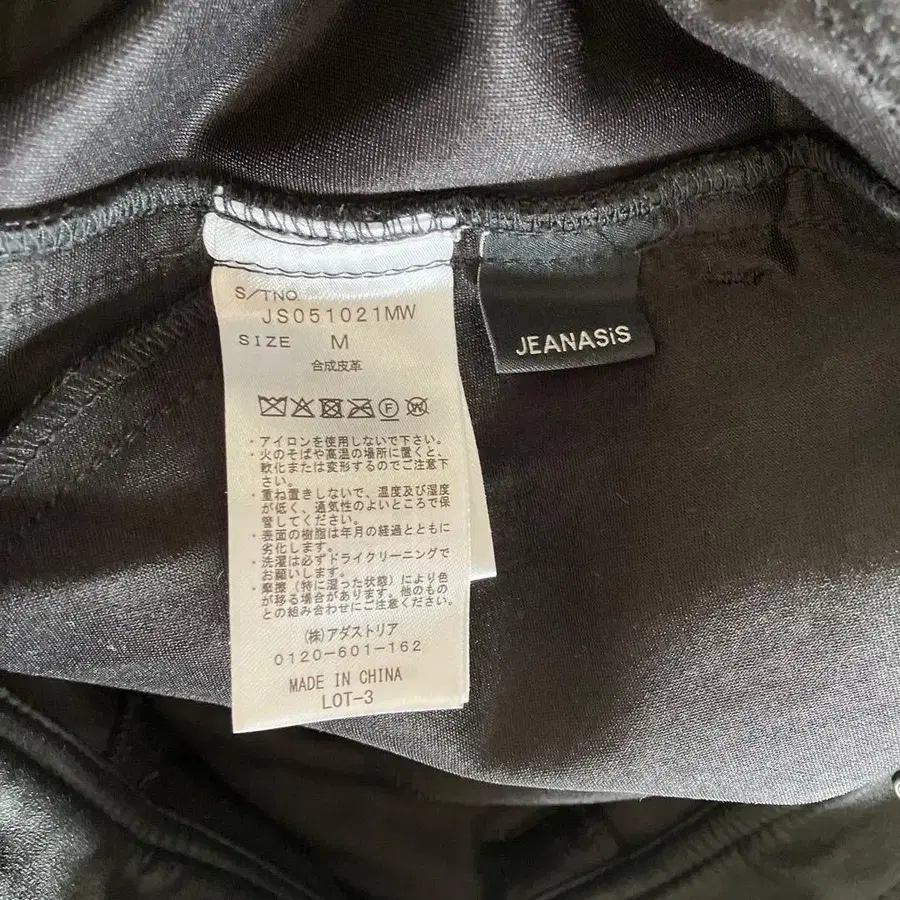 S/TNO.
JS051021MW
SIZE M
合成皮革
・アイロンを使用しないで下さい。
・火のそばや高温の場所に置くと、
軟化または変形するのでご注意下
さい。
・重ね置きしないで、温度及び湿度
が低く、通気性のよいところで保
管してください。
・表面の樹脂は年月の経過とともに
劣化します。
・洗濯は必ずドライクリーニングで
お願いします。
・摩擦（特に湿った状態）により色
が移る場合があります。他のもの
との組み合わせにご注意ください。
(株)アダストリア
0120-601-162
MADE IN CHINA
LOT-3
JEANASiS